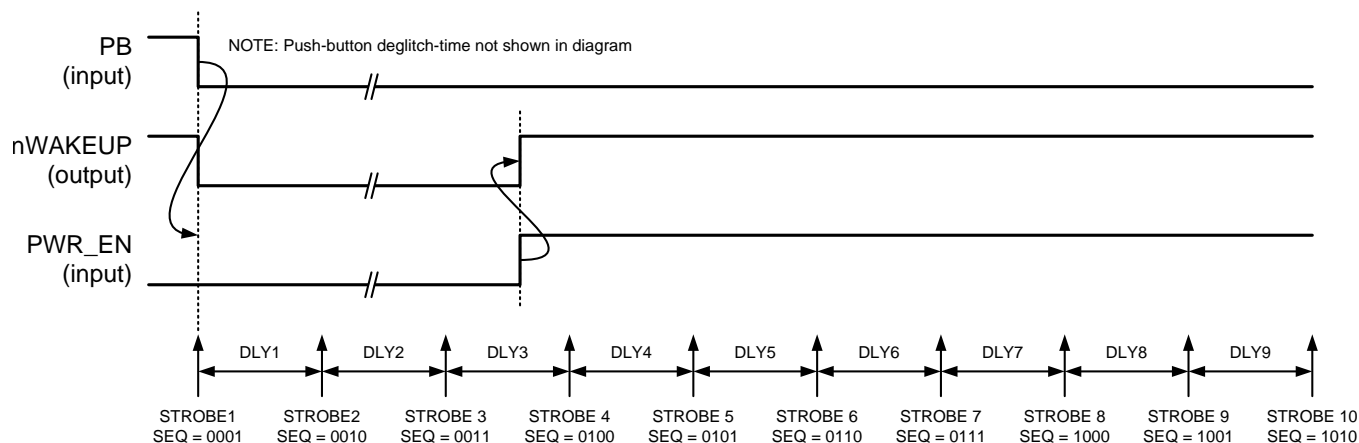 PB
(input)
NOTE: Push-button deglitch-time not shown in diagram
nWAKEUP
(output)
PWR_EN
(input)
DLY1 DLY2 DLY3 DLY4 DLY5 DLY6 DLY7 DLY8 DLY9
STROBE1 STROBE2 STROBE 3 STROBE 4 STROBE 5 STROBE 6 STROBE 7 STROBE 8 STROBE 9 STROBE 10
SEQ = 0001 SEQ = 0010 SEQ = 0011 SEQ = 0100 SEQ = 0101 SEQ = 0110 SEQ = 0111 SEQ = 1000 SEQ = 1001 SEQ = 1010